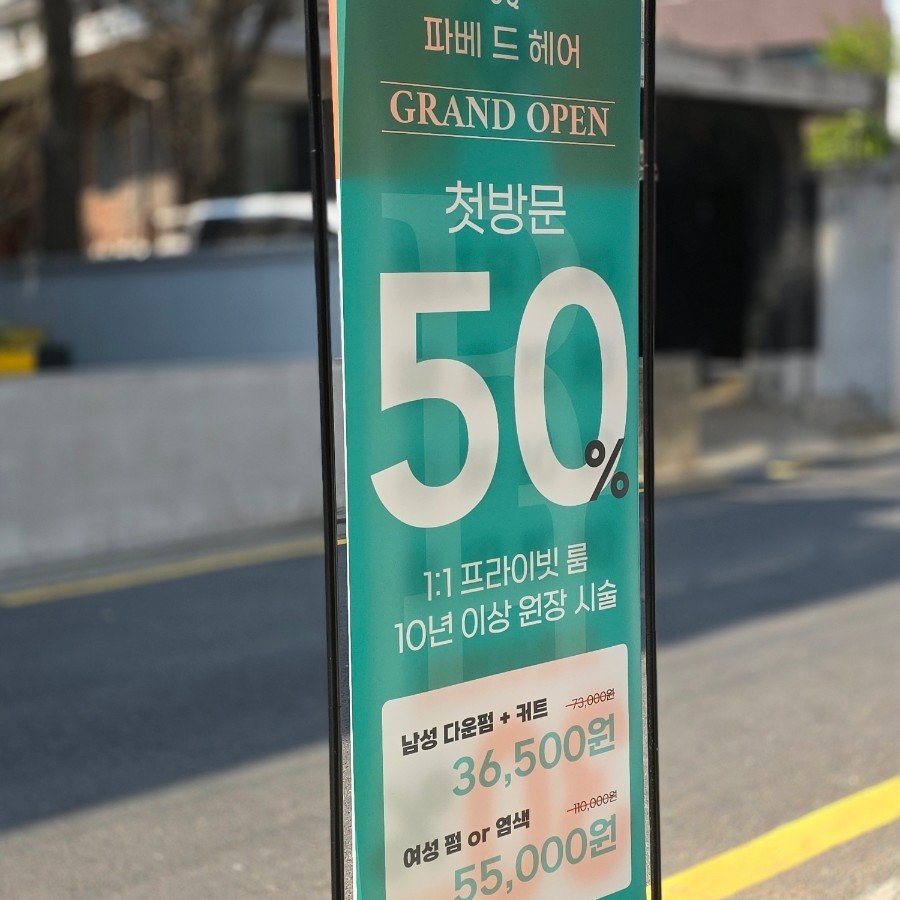 파베 드 헤어
GRAND OPEN
첫방문
50%
1:1 프라이빗 룸
10년 이상 원장 시술
남성 다운펌 + 커트 73,000원
36,500원
여성 펌 or 염색 110,000원
55,000원